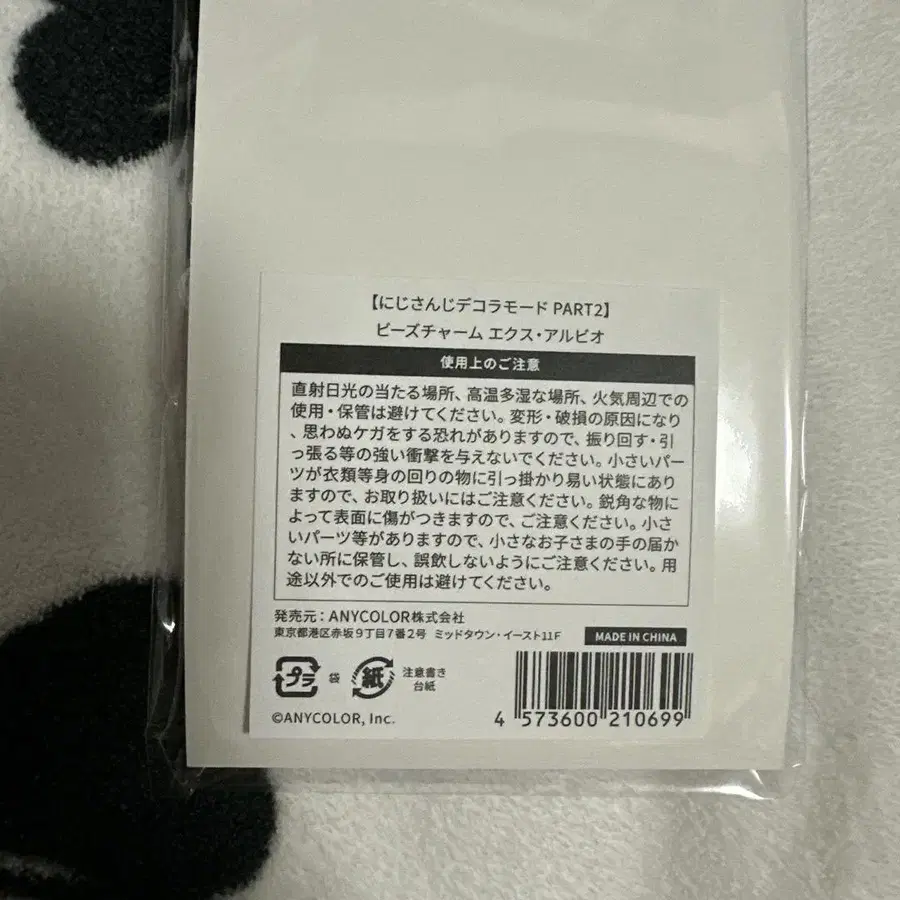 【にじさんじデコラモード PART2】
ビーズチャーム エクス・アルビオ
使用上のご注意
直射日光の当たる場所、高温多湿な場所、火気周辺での
使用・保管は避けてください。変形・破損の原因になり
、思わぬケガをする恐れがありますので、振り回す・引
っ張る等の強い衝撃を与えないでください。小さいパー
ツが衣類等身の回りの物に引っ掛かり易い状態にあり
ますので、お取り扱いにはご注意ください。鋭角な物に
よって表面に傷がつきますので、ご注意ください。小さ
いパーツ等がありますので、小さなお子さまの手の届か
ない所に保管し、誤飲しないようにご注意ください。用
途以外でのご使用は避けてください。
発売元：ANYCOLOR株式会社
東京都港区赤坂9丁目7番2号 ミッドタウン・イースト11F
MADE IN CHINA
プラ 袋 紙 注意書き
台紙
©ANYCOLOR, Inc.
4 573600 210699